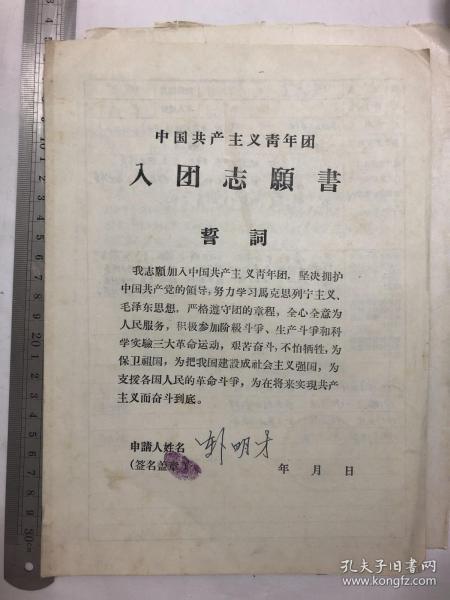 中国共产主义青年团
入团志願書
誓詞
我志願加入中国共产主义青年团，坚决拥护
中国共产党的領导；努力学习馬克思列宁主义、
毛泽东思想，严格遵守团的章程，全心全意为
人民服务，积极参加阶級斗爭、生产斗爭和科
学实驗三大革命运动，艰苦奋斗，不怕牺牲，为
保卫祖国，为把我国建設成社会主义强国，为
支援各国人民的革命斗爭，为在将来实现共产
主义而奋斗到底。
申請人姓名
明才
(签名盖章)
年 月 日
孔夫子旧书网
www.kongfz.com